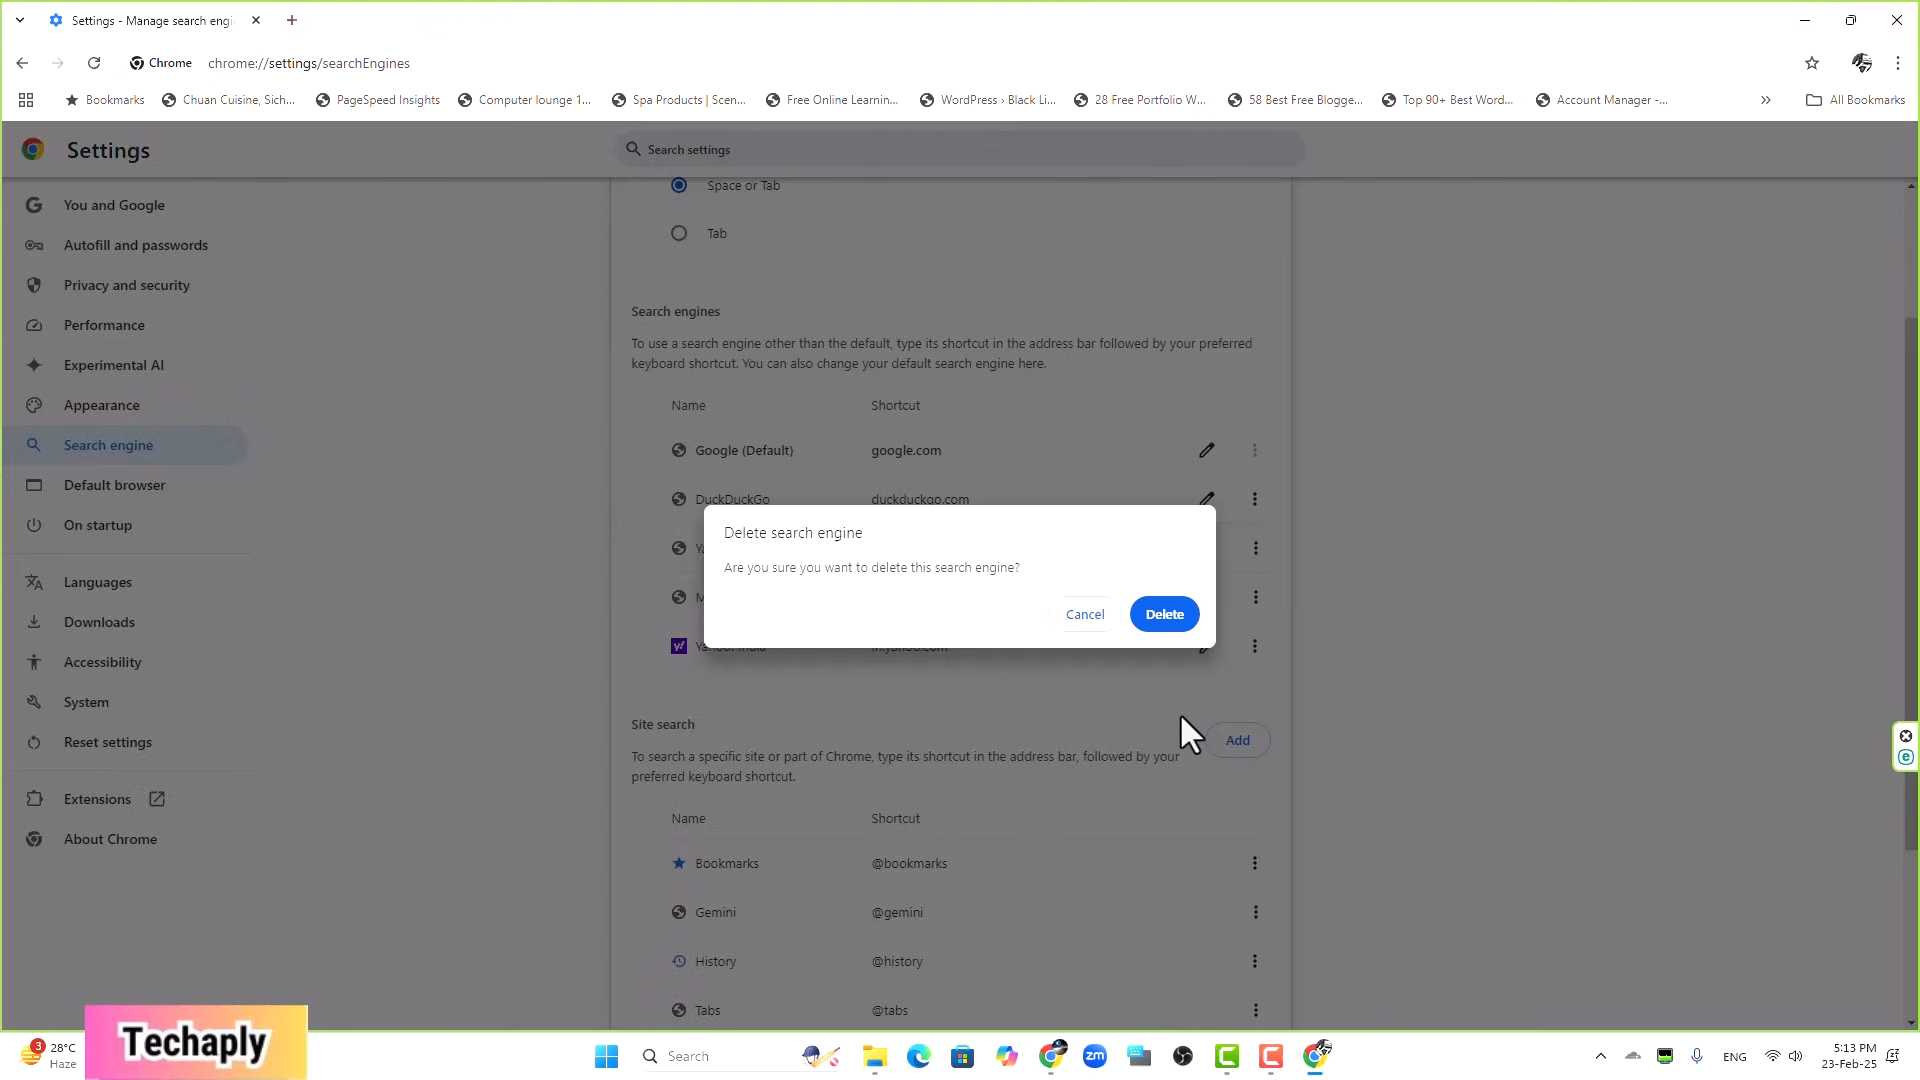 Settings - Manage search engi
Chrome
chrome://settings/searchEngines
Bookmarks
Chuan Cuisine, Sich...
PageSpeed Insights
Computer lounge 1...
Spa Products | Scen...
Free Online Learnin...
WordPress › Black Li...
28 Free Portfolio W...
58 Best Free Blogge...
Top 90+ Best Word...
Account Manager -...
All Bookmarks
Settings
Search settings
You and Google
Autofill and passwords
Privacy and security
Performance
Experimental AI
Appearance
Search engine
Default browser
On startup
Languages
Downloads
Accessibility
System
Reset settings
Extensions
About Chrome
Space or Tab
Tab
Search engines
To use a search engine other than the default, type its shortcut in the address bar followed by your preferred
keyboard shortcut. You can also change your default search engine here.
Name Shortcut
Google (Default) google.com
DuckDuckGo duckduckgo.com
Delete search engine
Are you sure you want to delete this search engine?
Cancel Delete
Site search
Add
To search a specific site or part of Chrome, type its shortcut in the address bar, followed by your
preferred keyboard shortcut.
Name Shortcut
Bookmarks @bookmarks
Gemini @gemini
History @history
Tabs @tabs
3
28°C
Haze
Techaply
Search
zm
ENG
5:13 PM
23-Feb-25